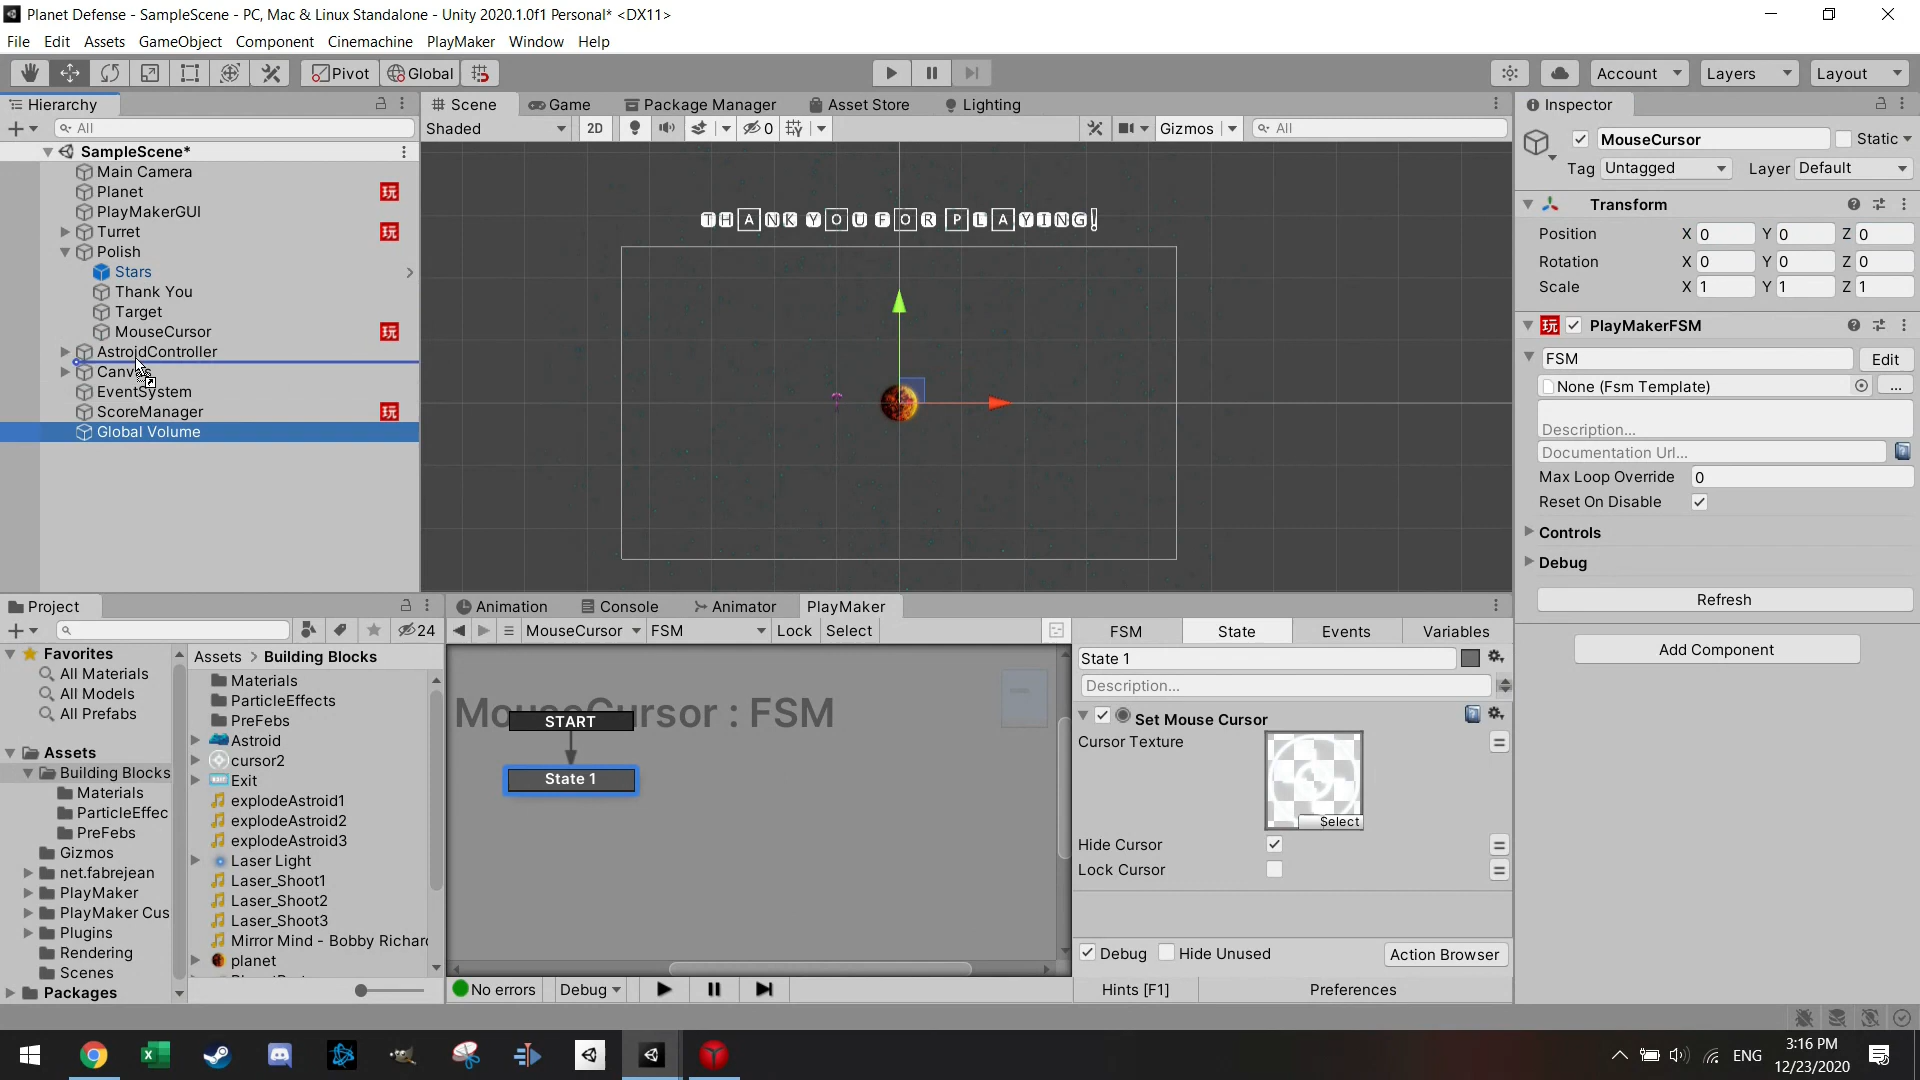 Planet Defense - SampleScene - PC, Mac & Linux Standalone - Unity 2020.1.0f1 Personal* <DX11>
File Edit Assets GameObject Component Cinemachine PlayMaker Window Help
Pivot Global Account Layers Layout
Hierarchy
All
SampleScene*
Main Camera
Planet 玩
PlayMakerGUI
Turret 玩
Polish
Stars
Thank You
Target
MouseCursor 玩
AstroidController
Canvas
EventSystem
ScoreManager 玩
Global Volume
Scene Game Package Manager Asset Store Lighting
Shaded 2D 0 Gizmos All
THANK YOU FOR PLAYING!
Inspector
MouseCursor Static
Tag Untagged Layer Default
Transform
Position X 0 Y 0 Z 0
Rotation X 0 Y 0 Z 0
Scale X 1 Y 1 Z 1
玩 PlayMakerFSM
FSM Edit
None (Fsm Template) ...
Description...
Documentation Url...
Max Loop Override 0
Reset On Disable
Controls
Debug
Refresh
Add Component
Project
24
Favorites
All Materials
All Models
All Prefabs
Assets
Building Blocks
Materials
ParticleEffec
PreFebs
Gizmos
net.fabrejean
PlayMaker
PlayMaker Cus
Plugins
Rendering
Scenes
Packages
Assets > Building Blocks
Materials
ParticleEffects
PreFebs
Astroid
cursor2
Exit
explodeAstroid1
explodeAstroid2
explodeAstroid3
Laser Light
Laser_Shoot1
Laser_Shoot2
Laser_Shoot3
Mirror Mind - Bobby Richard
planet
Animation Console Animator PlayMaker
MouseCursor FSM Lock Select
MouseCursor : FSM
START
State 1
No errors Debug
FSM State Events Variables
State 1
Description...
Set Mouse Cursor
Cursor Texture
Select
Hide Cursor
Lock Cursor
Debug Hide Unused Action Browser
Hints [F1] Preferences
ENG
3:16 PM
12/23/2020